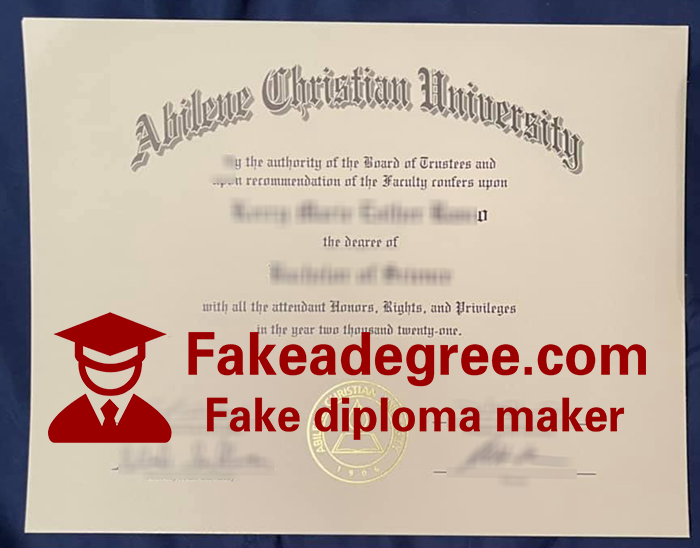 Abilene Christian University
y the authority of the Board of Trustees and
upon recommendation of the Faculty confers upon
the degree of
with all the attendant Honors, Rights, and Privileges
in the year two thousand twenty-one.
Fakeadegree.com
Fake diploma maker
1906